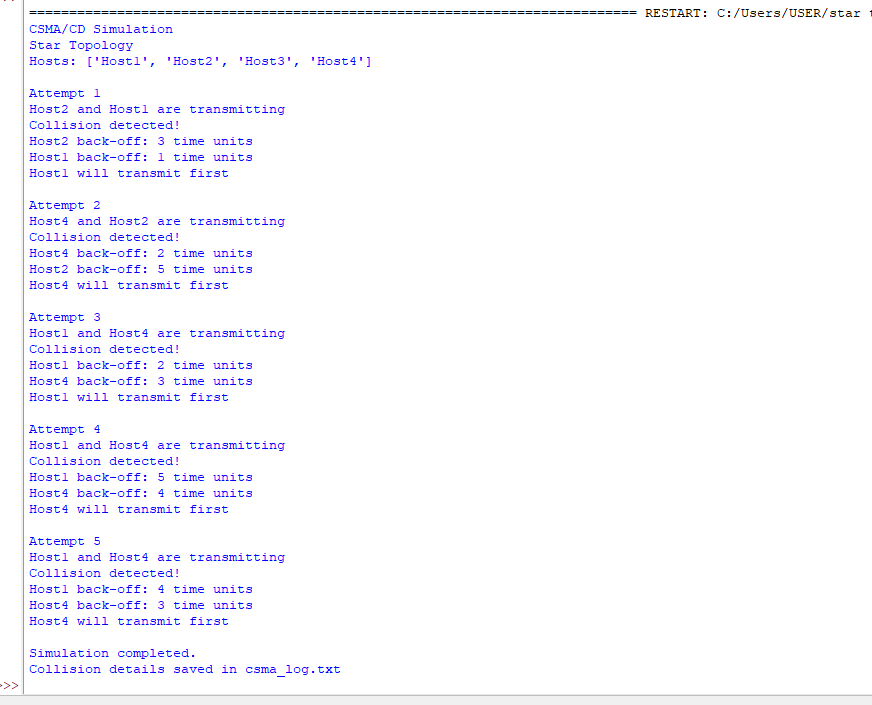 ============================================================================ RESTART: C:/Users/USER/star
CSMA/CD Simulation
Star Topology
Hosts: ['Host1', 'Host2', 'Host3', 'Host4']
Attempt 1
Host2 and Host1 are transmitting
Collision detected!
Host2 back-off: 3 time units
Host1 back-off: 1 time units
Host1 will transmit first
Attempt 2
Host4 and Host2 are transmitting
Collision detected!
Host4 back-off: 2 time units
Host2 back-off: 5 time units
Host4 will transmit first
Attempt 3
Host1 and Host4 are transmitting
Collision detected!
Host1 back-off: 2 time units
Host4 back-off: 3 time units
Host1 will transmit first
Attempt 4
Host1 and Host4 are transmitting
Collision detected!
Host1 back-off: 5 time units
Host4 back-off: 4 time units
Host4 will transmit first
Attempt 5
Host1 and Host4 are transmitting
Collision detected!
Host1 back-off: 4 time units
Host4 back-off: 3 time units
Host4 will transmit first
Simulation completed.
Collision details saved in csma_log.txt
>>>